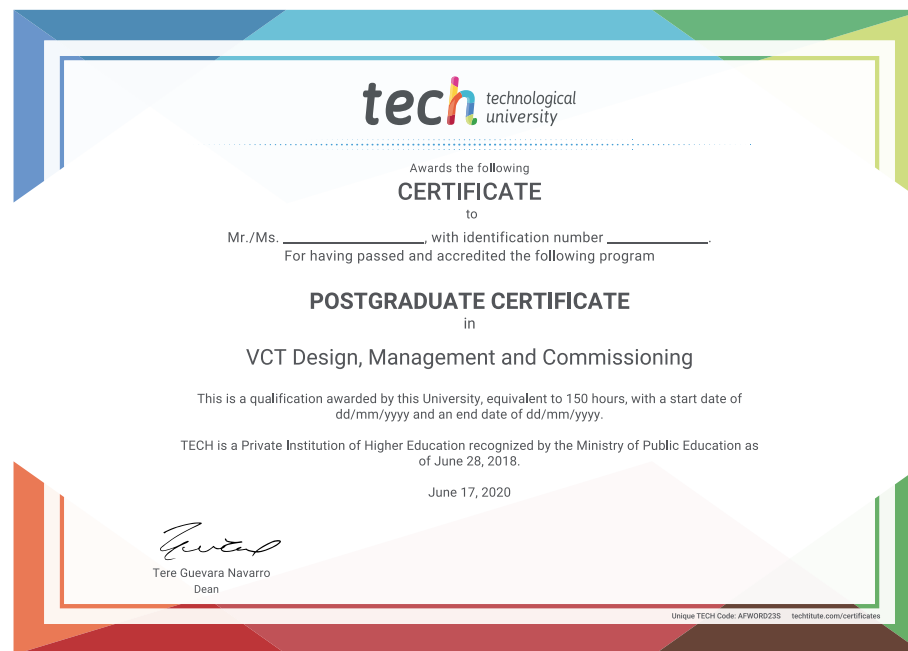 tech technological
university
Awards the following
CERTIFICATE
to
Mr./Ms. ____________________, with identification number ______________.
For having passed and accredited the following program
POSTGRADUATE CERTIFICATE
in
VCT Design, Management and Commissioning
This is a qualification awarded by this University, equivalent to 150 hours, with a start date of
dd/mm/yyyy and an end date of dd/mm/yyyy.
TECH is a Private Institution of Higher Education recognized by the Ministry of Public Education as
of June 28, 2018.
June 17, 2020
Tere Guevara Navarro
Dean
Unique TECH Code: AFWORD23S techtitute.com/certificates